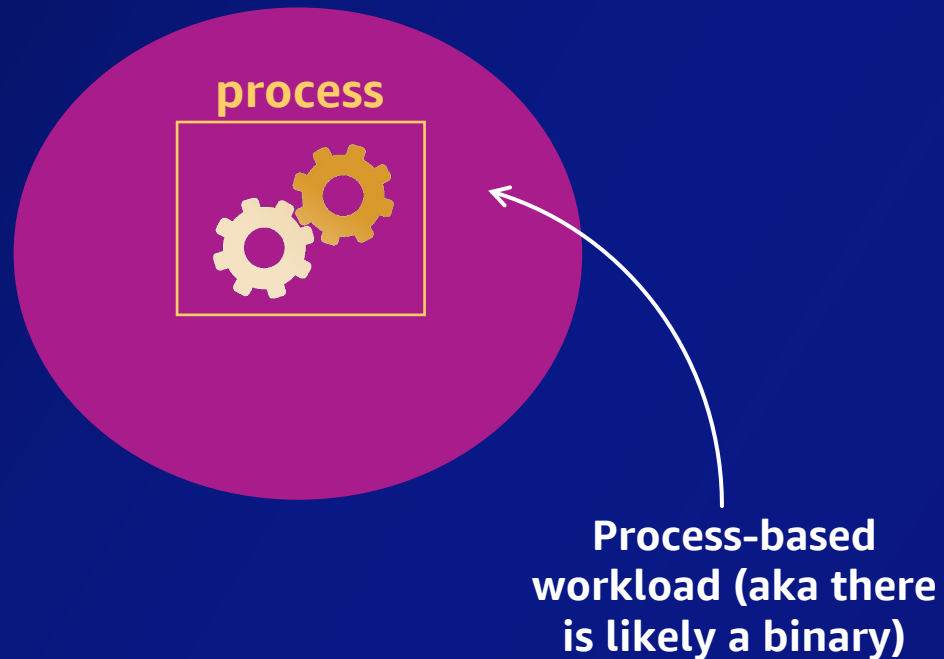 process
Process-based
workload (aka there
is likely a binary)